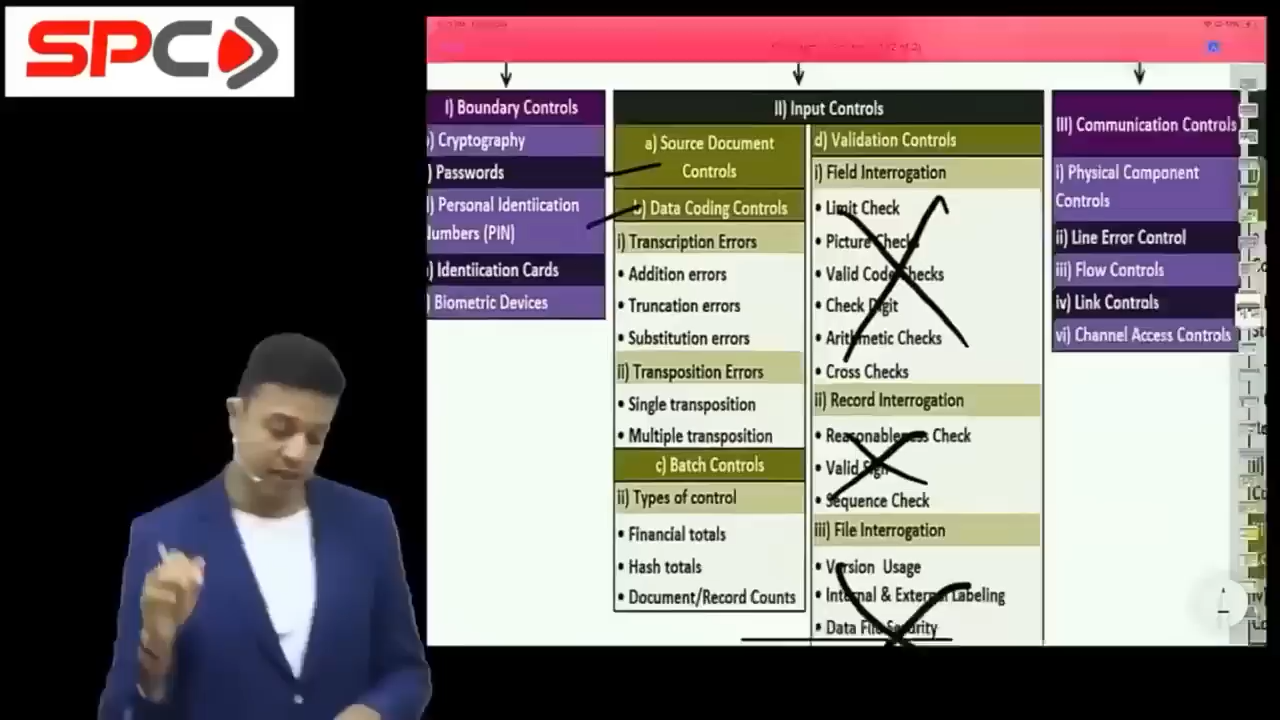 SPC
I) Boundary Controls
) Cryptography
) Passwords
) Personal Identiication
Numbers (PIN)
) Identiication Cards
) Biometric Devices
II) Input Controls
a) Source Document
Controls
b) Data Coding Controls
i) Transcription Errors
• Addition errors
• Truncation errors
• Substitution errors
ii) Transposition Errors
• Single transposition
• Multiple transposition
c) Batch Controls
ii) Types of control
• Financial totals
• Hash totals
• Document/Record Counts
d) Validation Controls
i) Field Interrogation
• Limit Check
• Picture Checks
• Valid Code Checks
• Check Digit
• Arithmetic Checks
• Cross Checks
ii) Record Interrogation
• Reasonableness Check
• Valid Sign
• Sequence Check
iii) File Interrogation
• Version Usage
• Internal & External Labeling
• Data File Security
III) Communication Controls
i) Physical Component
Controls
ii) Line Error Control
iii) Flow Controls
iv) Link Controls
vi) Channel Access Controls